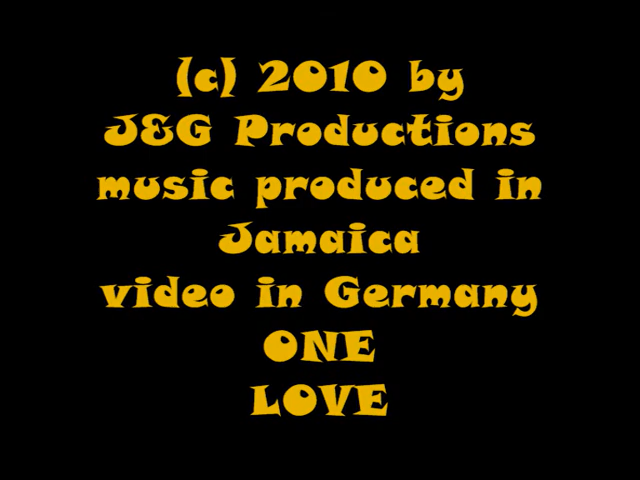 (c) 2010 by
J&G Productions
music produced in
Jamaica
video in Germany
ONE
LOVE